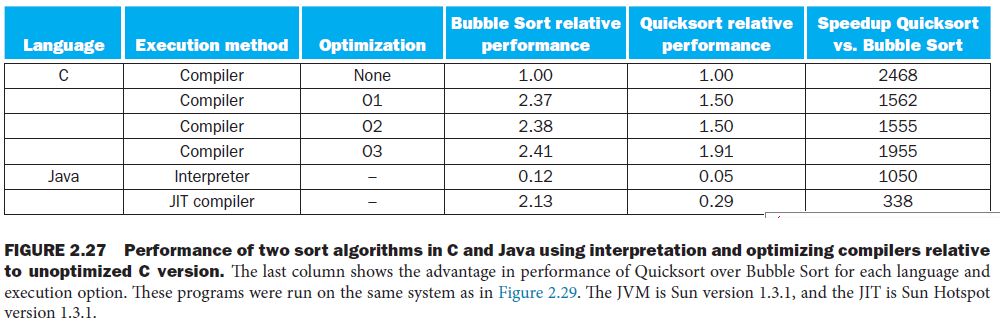 Language Execution method Optimization Bubble Sort relative performance Quicksort relative performance Speedup Quicksort vs. Bubble Sort
C Compiler None 1.00 1.00 2468
Compiler O1 2.37 1.50 1562
Compiler O2 2.38 1.50 1555
Compiler O3 2.41 1.91 1955
Java Interpreter – 0.12 0.05 1050
JIT compiler – 2.13 0.29 338
FIGURE 2.27 Performance of two sort algorithms in C and Java using interpretation and optimizing compilers relative
to unoptimized C version. The last column shows the advantage in performance of Quicksort over Bubble Sort for each language and
execution option. These programs were run on the same system as in Figure 2.29. The JVM is Sun version 1.3.1, and the JIT is Sun Hotspot
version 1.3.1.